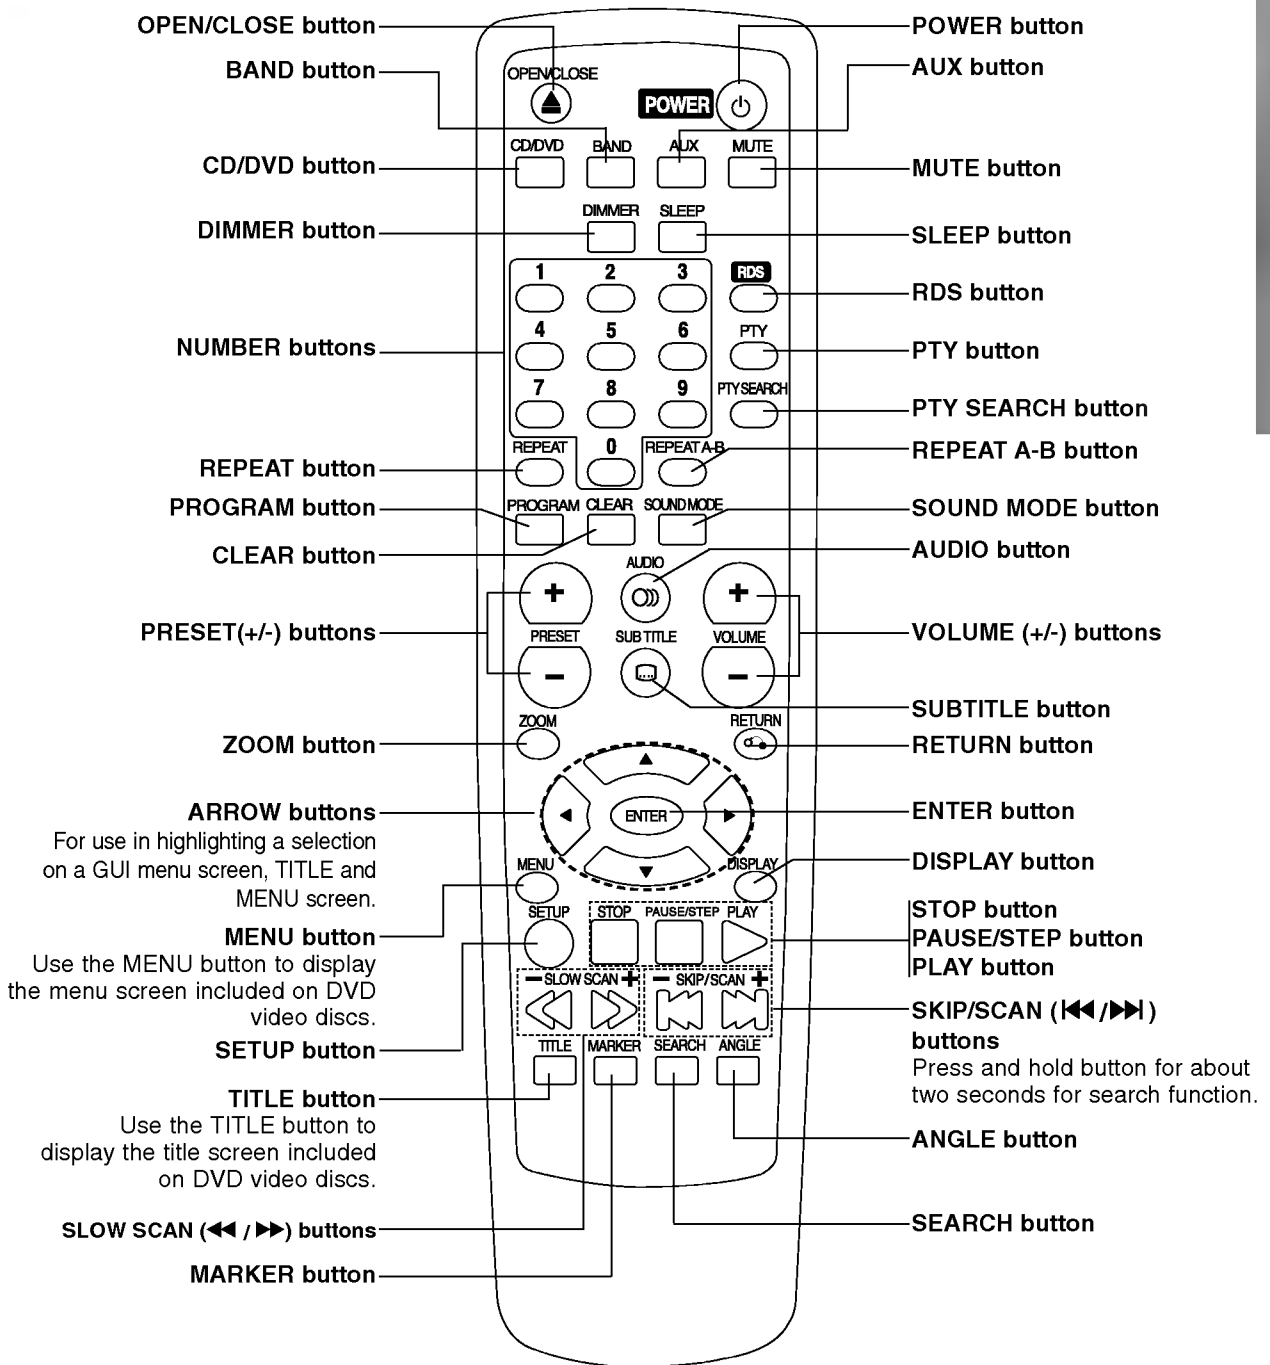 OPEN/CLOSE button
BAND button
CD/DVD button
DIMMER button
NUMBER buttons
REPEAT button
PROGRAM button
CLEAR button
PRESET(+/-) buttons
ZOOM button
ARROW buttons
For use in highlighting a selection
on a GUI menu screen, TITLE and
MENU screen.
MENU button
Use the MENU button to display
the menu screen included on DVD
video discs.
SETUP button
TITLE button
Use the TITLE button to
display the title screen included
on DVD video discs.
SLOW SCAN (◀◀ / ▶▶) buttons
MARKER button
OPEN/CLOSE
POWER
CD/DVD BAND AUX MUTE
DIMMER SLEEP
1 2 3 RDS
4 5 6 PTY
7 8 9 PTY SEARCH
REPEAT 0 REPEAT A-B
PROGRAM CLEAR SOUND MODE
AUDIO
+ +
PRESET SUB TITLE VOLUME
− −
ZOOM RETURN
▲
◀ ENTER ▶
▼
MENU DISPLAY
SETUP STOP PAUSE/STEP PLAY
− SLOW SCAN + − SKIP/SCAN +
TITLE MARKER SEARCH ANGLE
POWER button
AUX button
MUTE button
SLEEP button
RDS button
PTY button
PTY SEARCH button
REPEAT A-B button
SOUND MODE button
AUDIO button
VOLUME (+/-) buttons
SUBTITLE button
RETURN button
ENTER button
DISPLAY button
STOP button
PAUSE/STEP button
PLAY button
SKIP/SCAN (|◀◀ /▶▶| )
buttons
Press and hold button for about
two seconds for search function.
ANGLE button
SEARCH button